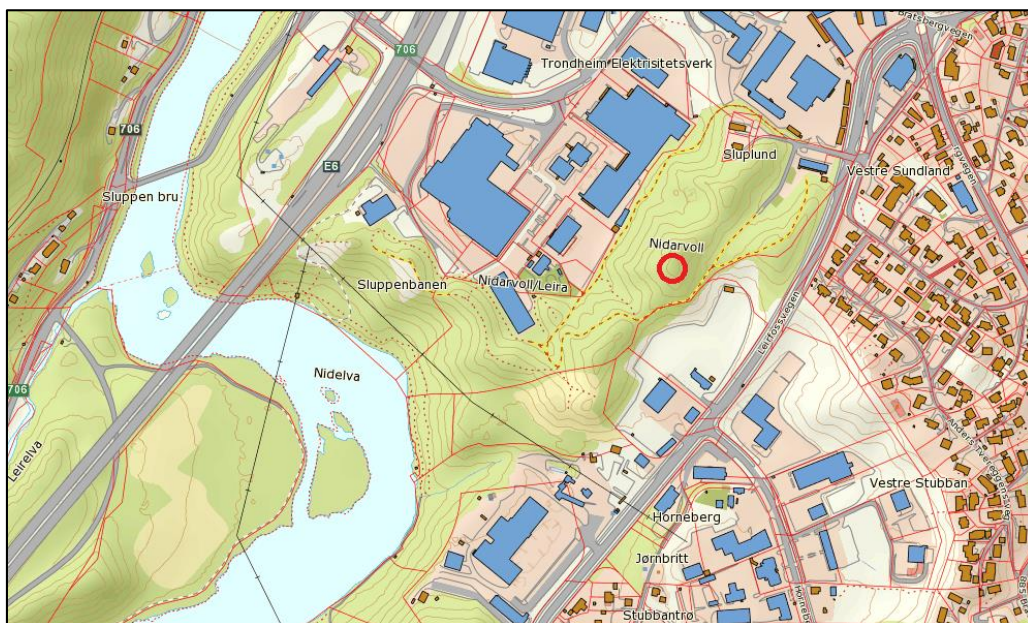 Bratsbergvegen
706
Trondheim Elektrisitetsverk
706
E6
Sluplund
Vestre Sundland
Sluppen bru
Nidarvoll
Sluppenbanen
Nidarvoll/Leira
Leirfossvegen
Nidelva
706
Leirelva
Vestre Stubban
Horneberg
Jørnbritt
Stubbantrø